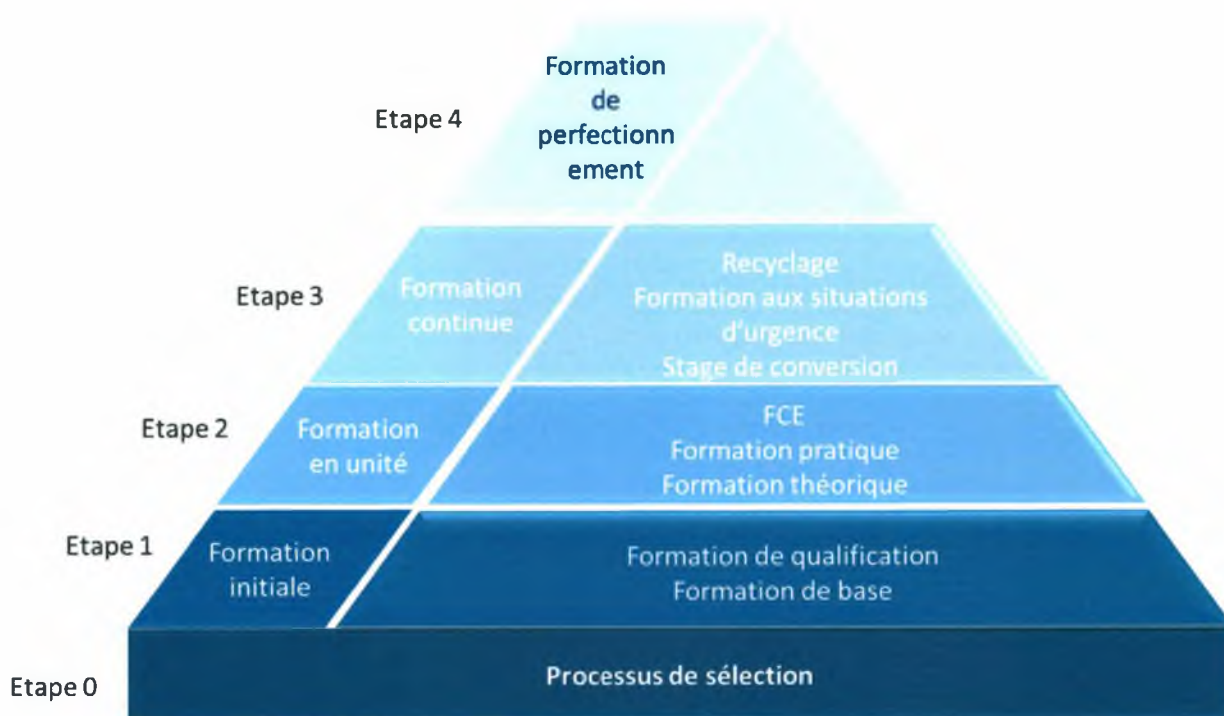 Formation
de
perfectionn
ement
Etape 4
Etape 3
Formation
continue
Recyclage
Formation aux situations
d'urgence
Stage de conversion
Etape 2
Formation
en unité
FCE
Formation pratique
Formation théorique
Etape 1
Formation
initiale
Formation de qualification
Formation de base
Etape 0
Processus de sélection